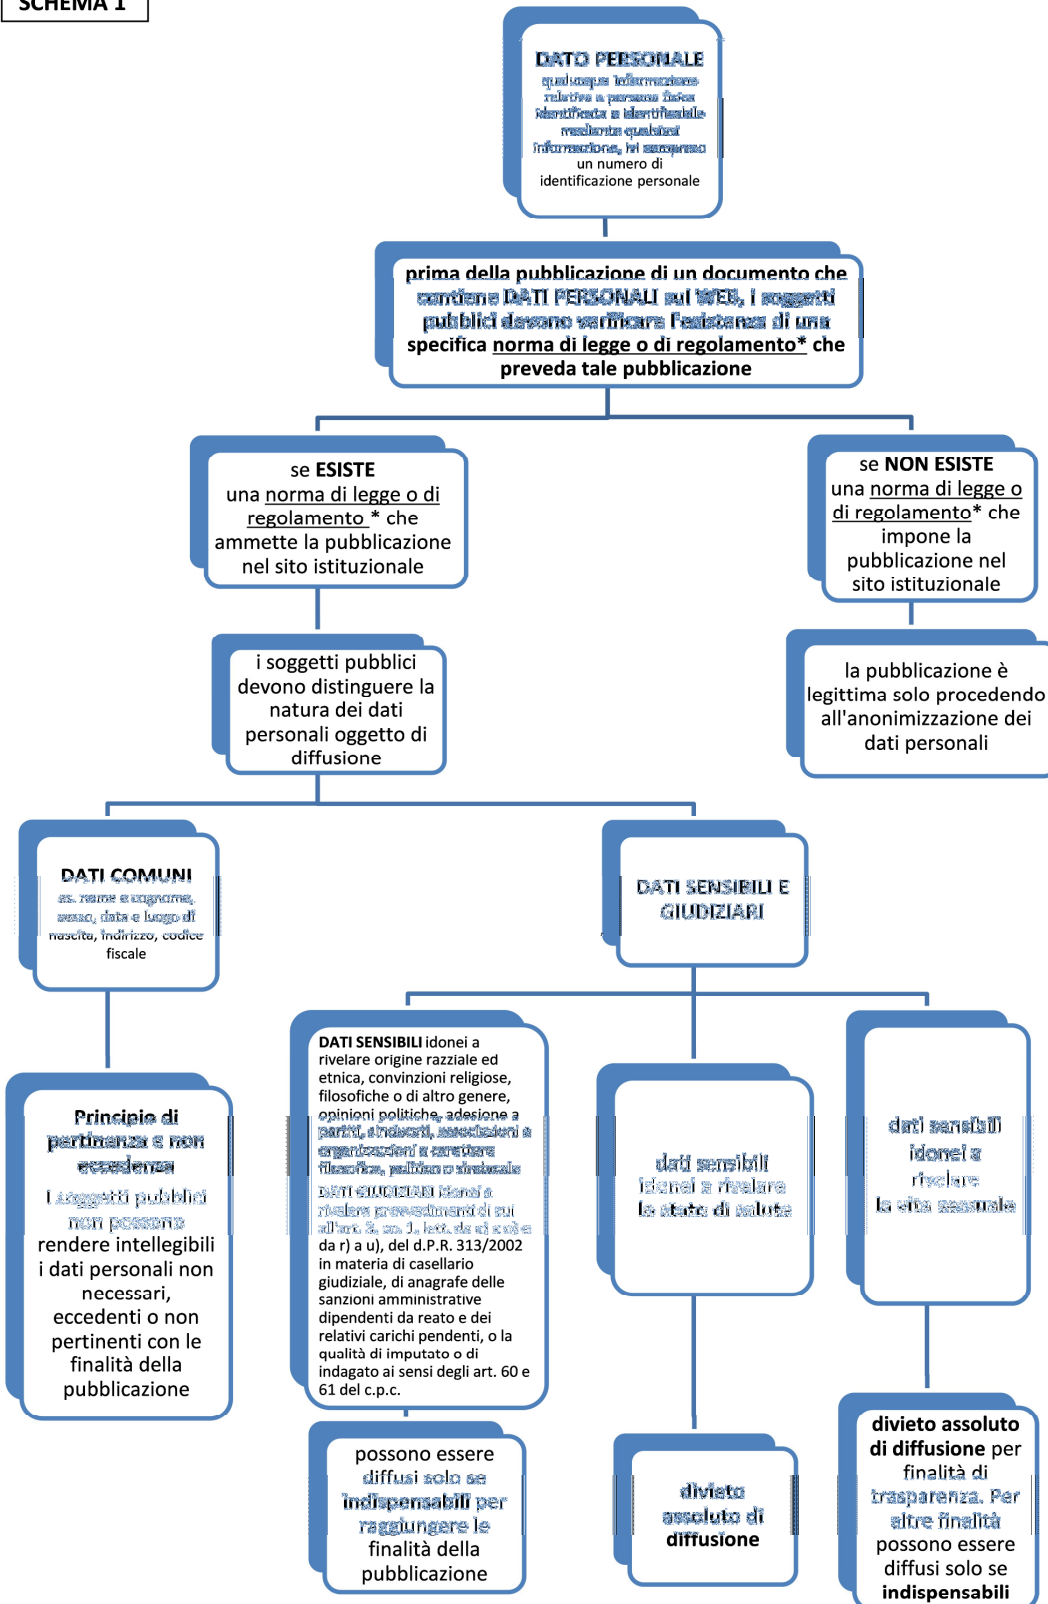 SCHEMA 1
DATO PERSONALE
qualunque informazione
relativa a persona fisica
identificata o identificabile
mediante qualsiasi
informazione, ivi compreso
un numero di
identificazione personale
prima della pubblicazione di un documento che
contiene DATI PERSONALI sul WEB, i soggetti
pubblici devono verificare l'esistenza di una
specifica norma di legge o di regolamento* che
preveda tale pubblicazione
se ESISTE
una norma di legge o di
regolamento * che
ammette la pubblicazione
nel sito istituzionale
se NON ESISTE
una norma di legge o
di regolamento* che
impone la
pubblicazione nel
sito istituzionale
i soggetti pubblici
devono distinguere la
natura dei dati
personali oggetto di
diffusione
la pubblicazione è
legittima solo procedendo
all'anonimizzazione dei
dati personali
DATI COMUNI
es. nome e cognome,
sesso, data e luogo di
nascita, indirizzo, codice
fiscale
DATI SENSIBILI E
GIUDIZIARI
Principio di
pertinenza e non
eccedenza
I soggetti pubblici
non possono
rendere intellegibili
i dati personali non
necessari,
eccedenti o non
pertinenti con le
finalità della
pubblicazione
DATI SENSIBILI idonei a
rivelare origine razziale ed
etnica, convinzioni religiose,
filosofiche o di altro genere,
opinioni politiche, adesione a
partiti, sindacati, associazioni o
organizzazioni a carattere
filosofico, politico o sindacale
DATI GIUDIZIARI idonei a
rivelare provvedimenti di cui
all'art. 3, co. 1, lett. da a) a o) e
da r) a u), del d.P.R. 313/2002
in materia di casellario
giudiziale, di anagrafe delle
sanzioni amministrative
dipendenti da reato e dei
relativi carichi pendenti, o la
qualità di imputato o di
indagato ai sensi degli art. 60 e
61 del c.p.c.
dati sensibili
idonei a rivelare
lo stato di salute
dati sensibili
idonei a
rivelare
la vita sessuale
possono essere
diffusi solo se
indispensabili per
raggiungere le
finalità della
pubblicazione
divieto
assoluto di
diffusione
divieto assoluto
di diffusione per
finalità di
trasparenza. Per
altre finalità
possono essere
diffusi solo se
indispensabili